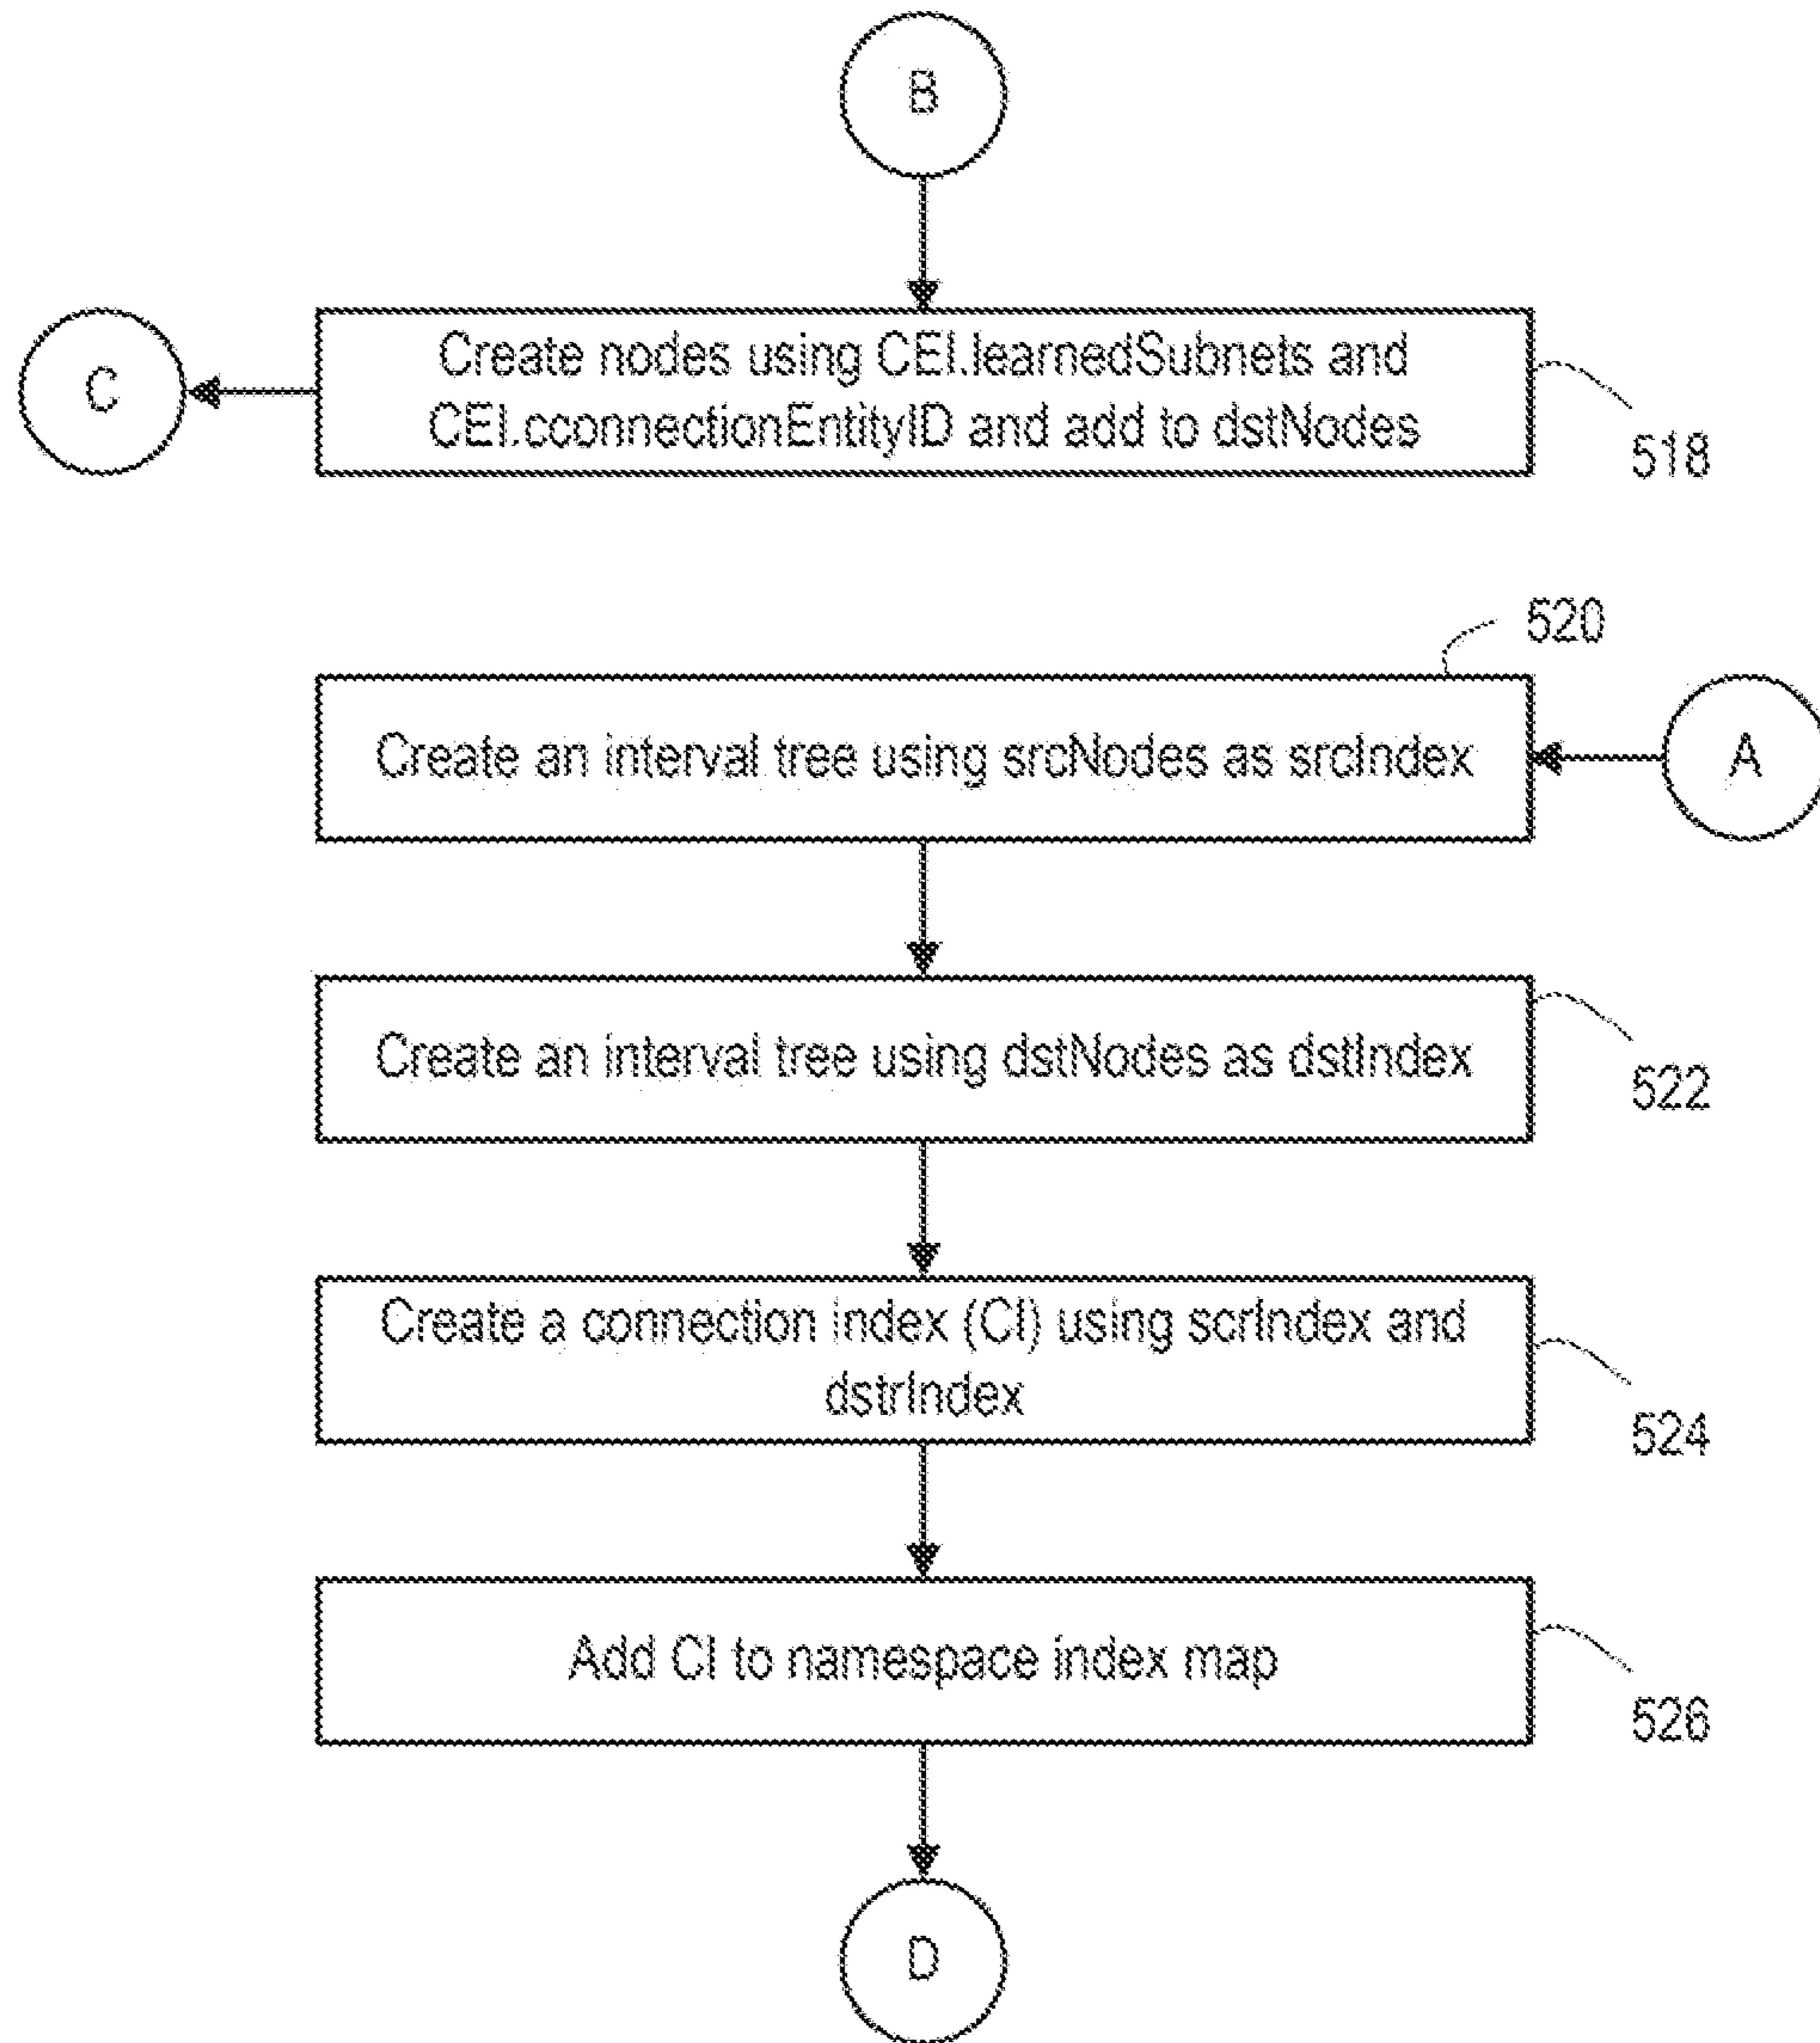 B
C
Create nodes using CEI.learnedSubnets and
CEI.cconnectionEntityID and add to dstNodes
518
520
Create an interval tree using srcNodes as srcIndex
A
Create an interval tree using dstNodes as dstIndex
522
Create a connection index (CI) using scrIndex and
dstrIndex
524
Add CI to namespace index map
526
D